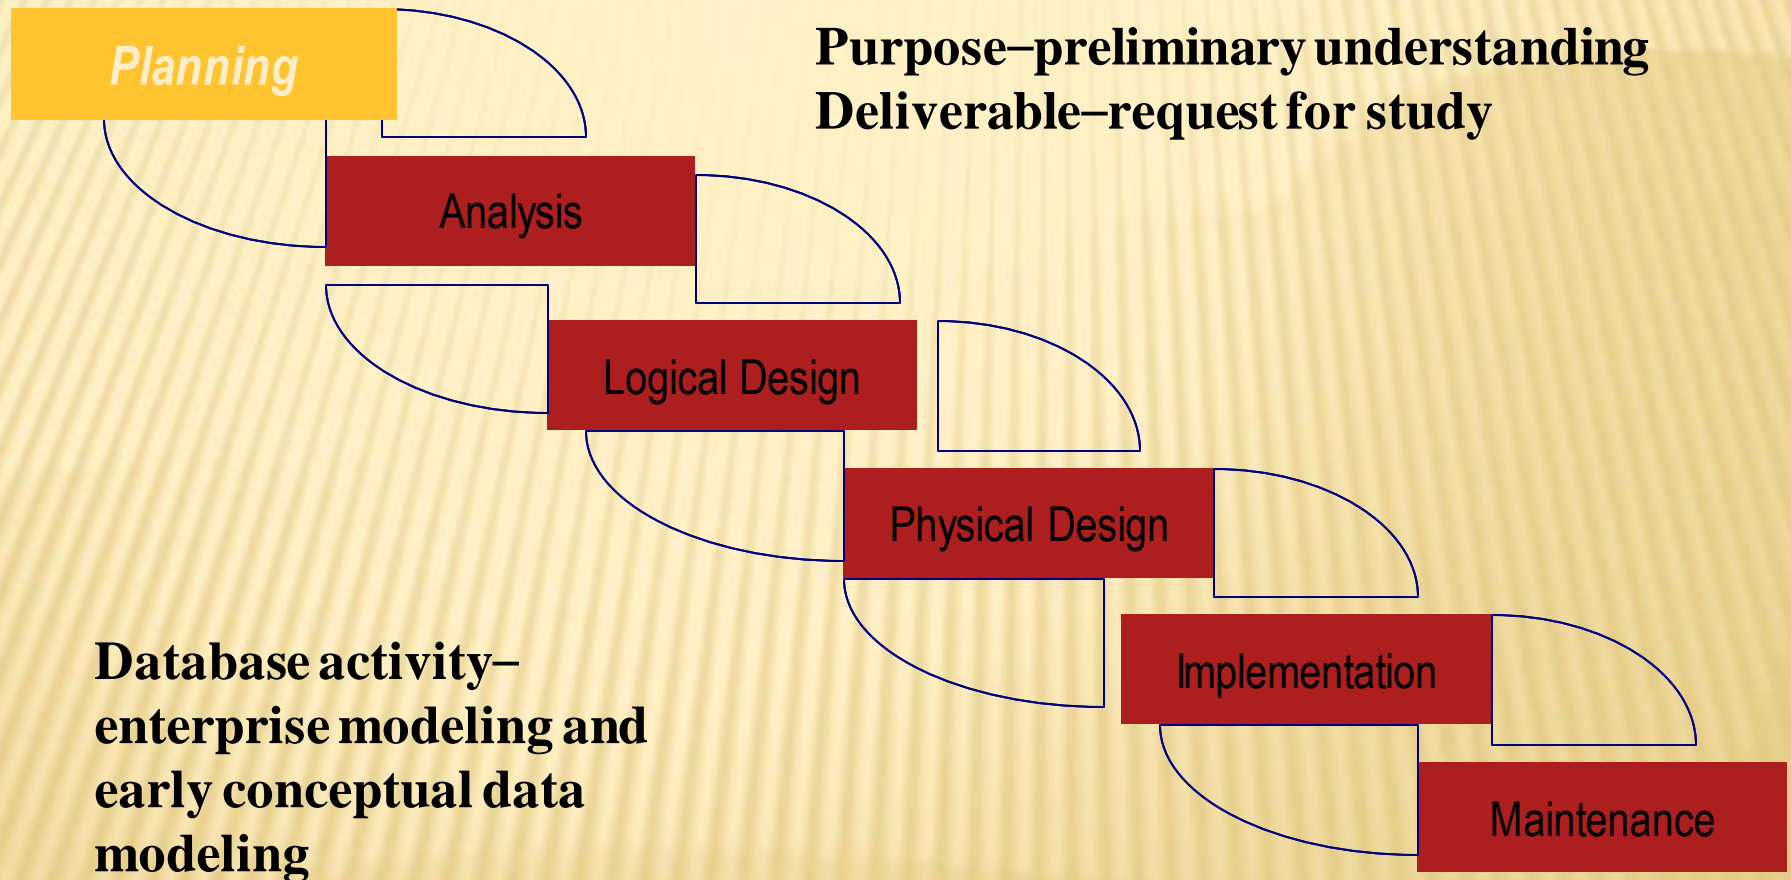 Planning
Purpose–preliminary understanding
Deliverable–request for study
Analysis
Logical Design
Physical Design
Implementation
Maintenance
Database activity–
enterprise modeling and
early conceptual data
modeling